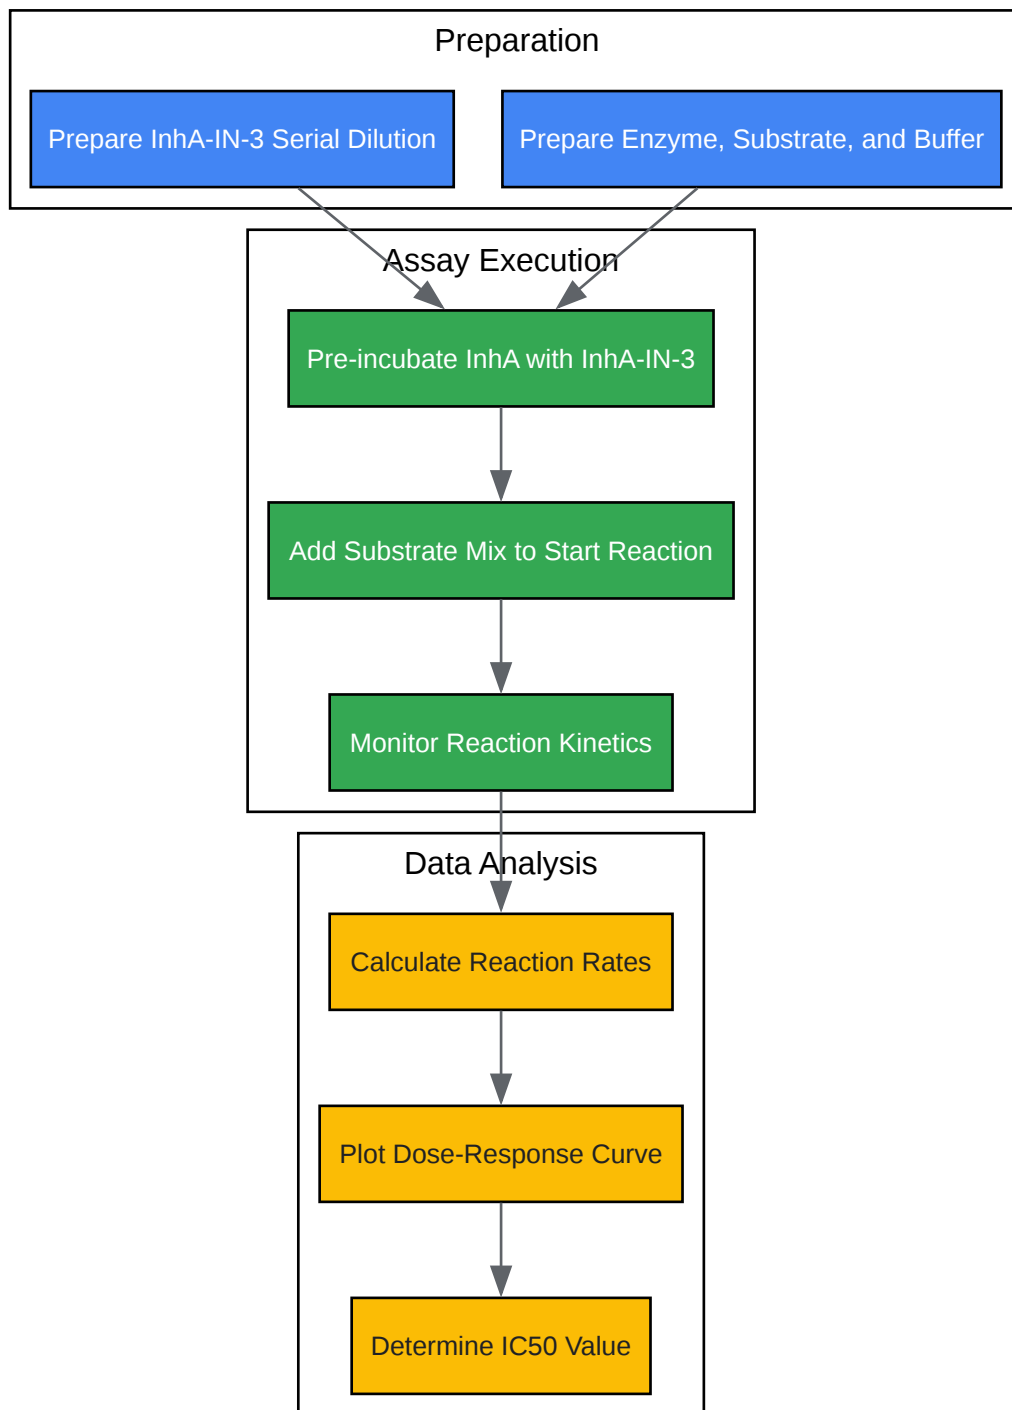 Preparation
Prepare InhA-IN-3 Serial Dilution
Prepare Enzyme, Substrate, and Buffer
Assay Execution
Pre-incubate InhA with InhA-IN-3
Add Substrate Mix to Start Reaction
Monitor Reaction Kinetics
Data Analysis
Calculate Reaction Rates
Plot Dose-Response Curve
Determine IC50 Value